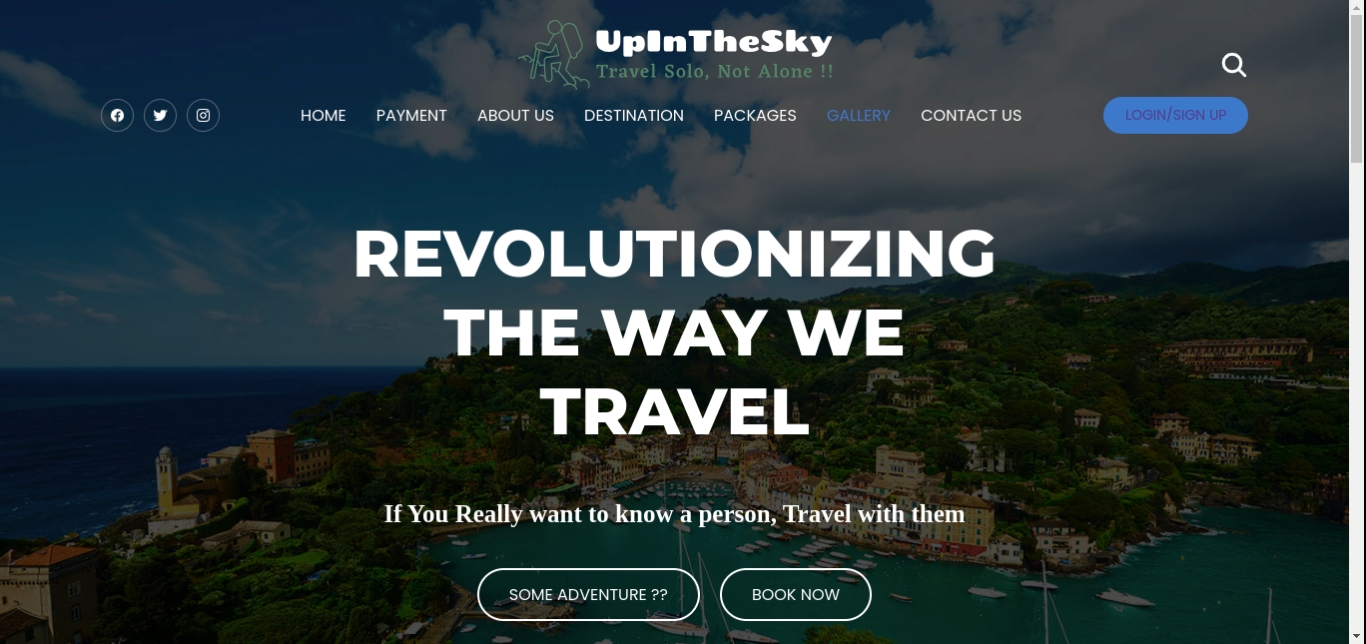 UpInTheSky
Travel Solo, Not Alone !!
HOME PAYMENT ABOUT US DESTINATION PACKAGES GALLERY CONTACT US LOGIN/SIGN UP
REVOLUTIONIZING
THE WAY WE
TRAVEL
If You Really want to know a person, Travel with them
SOME ADVENTURE ?? BOOK NOW